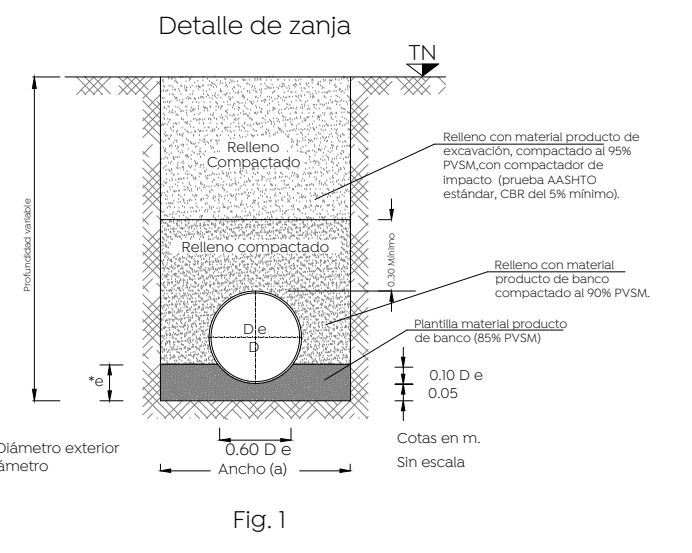 Detalle de zanja
TN
Relleno
Compactado
Relleno con material producto de
excavación, compactado al 95%
PVSM,con compactador de
impacto (prueba AASHTO
estándar, CBR del 5% mínimo).
Profundidad variable
Relleno compactado
0.30 Mínimo
Relleno con material
producto de banco
compactado al 90% PVSM.
D e
D
Plantilla material producto
de banco (85% PVSM)
*e
0.10 D e
0.05
Diámetro exterior
ámetro
0.60 D e
Ancho (a)
Cotas en m.
Sin escala
Fig. 1